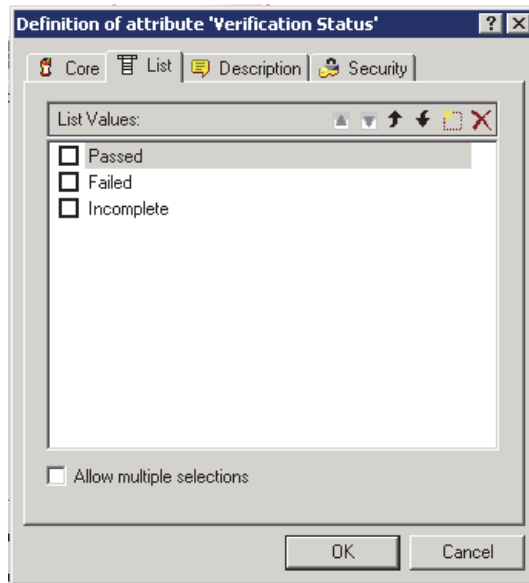 Definition of attribute 'Verification Status'
Core List Description Security
List Values:
Passed
Failed
Incomplete
Allow multiple selections
OK Cancel